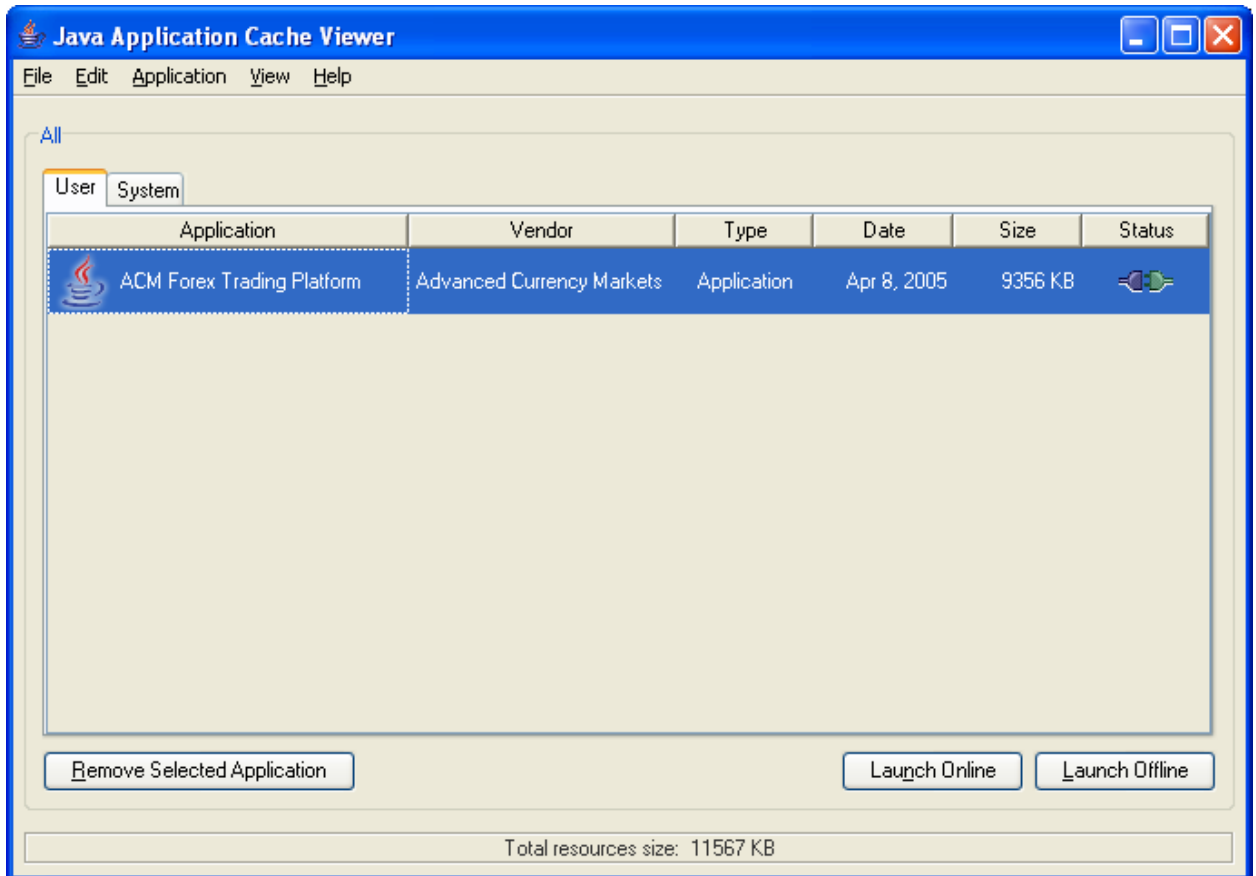 Java Application Cache Viewer
File Edit Application View Help
All
User System
Application Vendor Type Date Size Status
ACM Forex Trading Platform Advanced Currency Markets Application Apr 8, 2005 9356 KB
Remove Selected Application Launch Online Launch Offline
Total resources size: 11567 KB